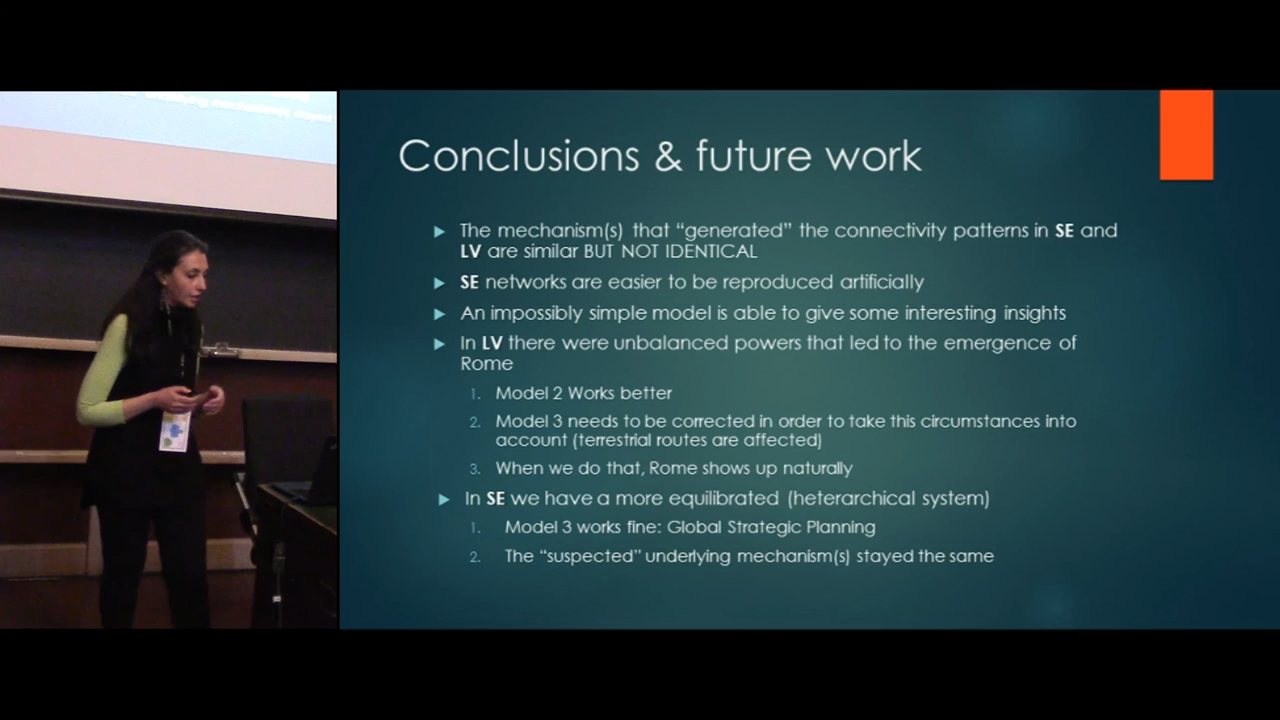 underlying mechanism(s) stayed
Conclusions & future work
The mechanism(s) that “generated” the connectivity patterns in SE and
LV are similar BUT NOT IDENTICAL
SE networks are easier to be reproduced artificially
An impossibly simple model is able to give some interesting insights
In LV there were unbalanced powers that led to the emergence of
Rome
1. Model 2 Works better
2. Model 3 needs to be corrected in order to take this circumstances into
account (terrestrial routes are affected)
3. When we do that, Rome shows up naturally
In SE we have a more equilibrated (heterarchical system)
1. Model 3 works fine: Global Strategic Planning
2. The “suspected” underlying mechanism(s) stayed the same